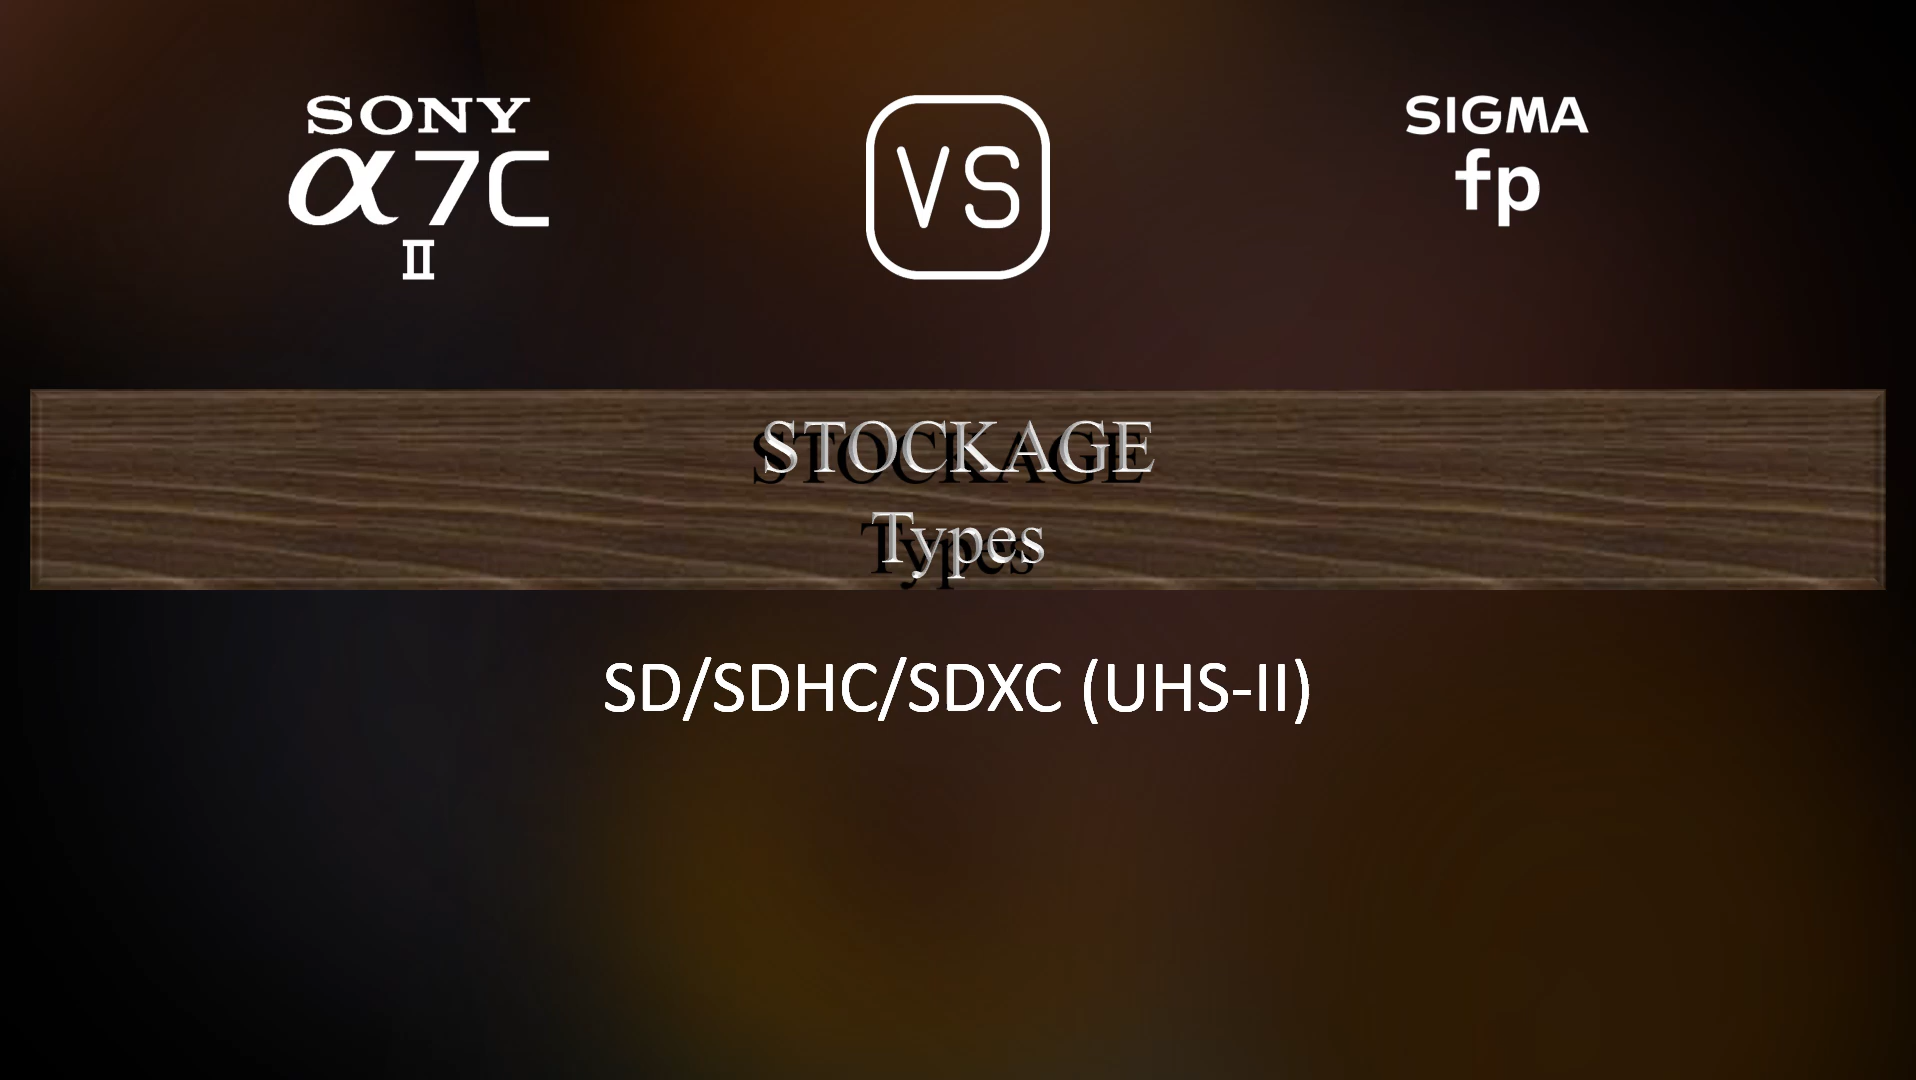 SONY
α7C
II
VS
SIGMA
fp
STOCKAGE
Types
SD/SDHC/SDXC (UHS-II)